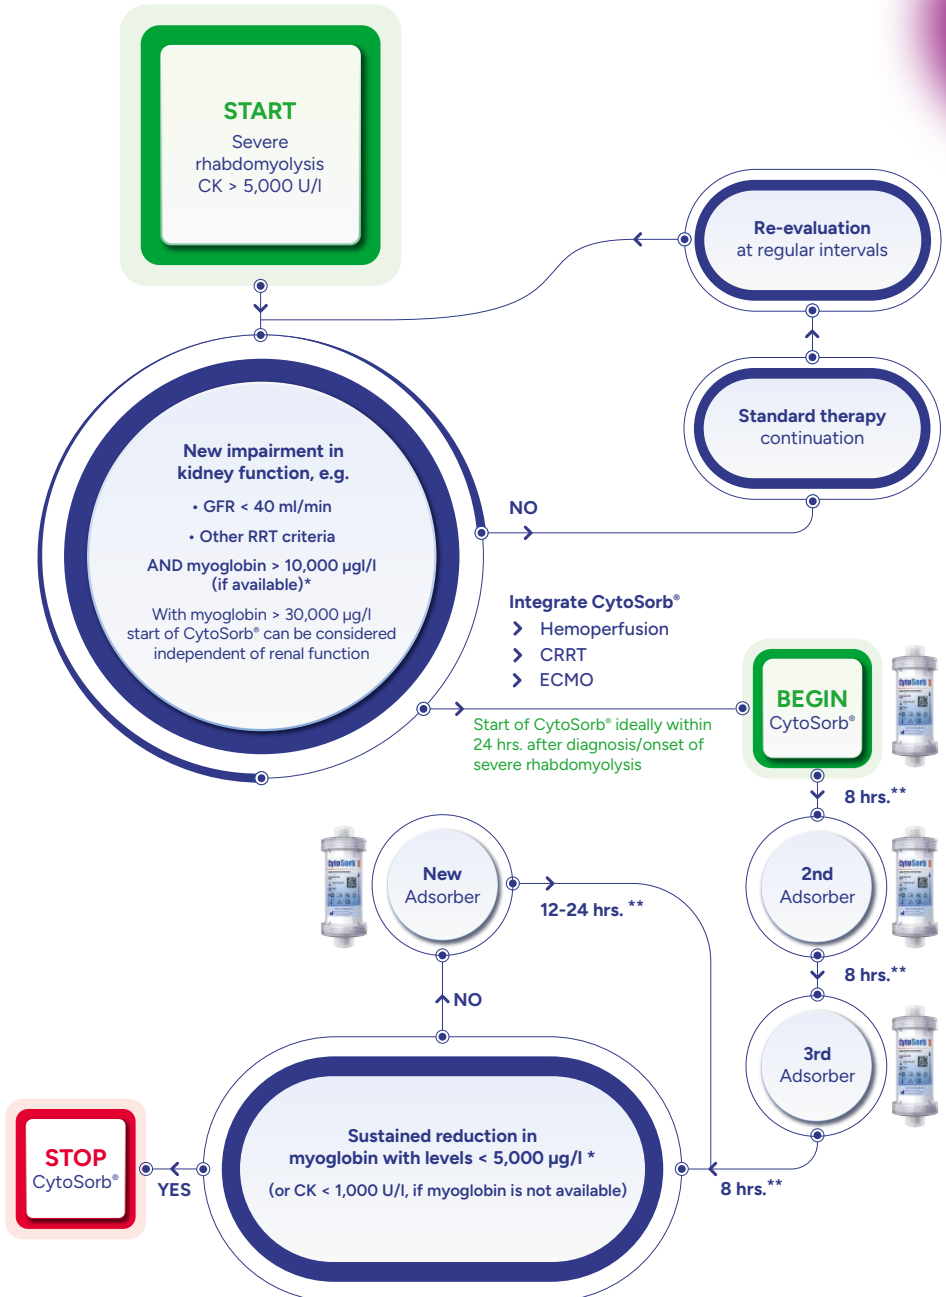 START
Severe
rhabdomyolysis
CK > 5,000 U/l
Re-evaluation
at regular intervals
Standard therapy
continuation
New impairment in
kidney function, e.g.
• GFR < 40 ml/min
• Other RRT criteria
AND myoglobin > 10,000 µgl/l
(if available)*
With myoglobin > 30,000 µg/l
start of CytoSorb® can be considered
independent of renal function
NO
Integrate CytoSorb®
Hemoperfusion
CRRT
ECMO
Start of CytoSorb® ideally within
24 hrs. after diagnosis/onset of
severe rhabdomyolysis
BEGIN
CytoSorb®
CytoSorb
8 hrs.**
2nd
Adsorber
CytoSorb
8 hrs.**
3rd
Adsorber
CytoSorb
8 hrs.**
CytoSorb
New
Adsorber
12-24 hrs. **
NO
Sustained reduction in
myoglobin with levels < 5,000 µg/l *
(or CK < 1,000 U/l, if myoglobin is not available)
YES
STOP
CytoSorb®